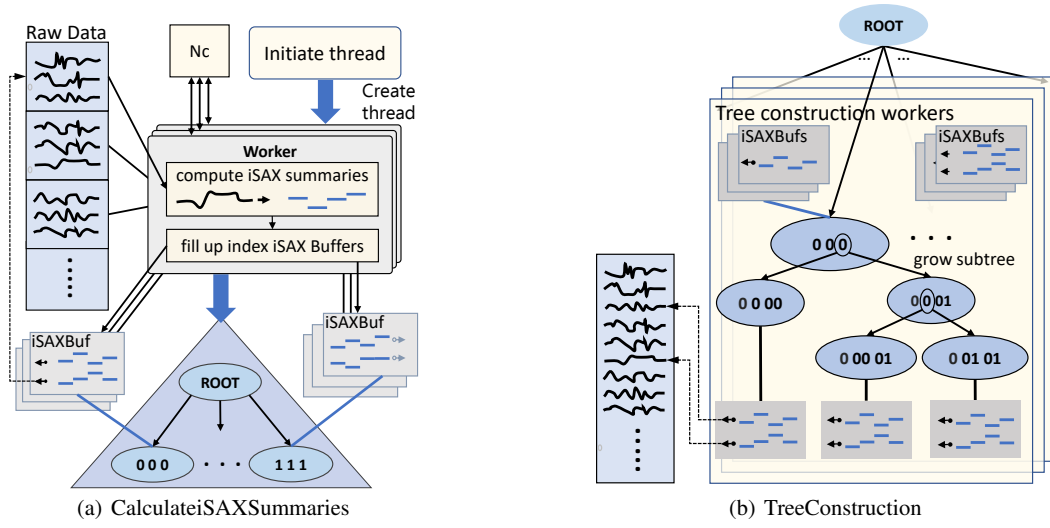 Raw Data
Nc
Initiate thread
Create
thread
Worker
compute iSAX summaries
fill up index iSAX Buffers
iSAXBuf
iSAXBuf
ROOT
0 0 0
. . .
1 1 1
(a) CalculateiSAXSummaries
ROOT
... ...
Tree construction workers
iSAXBufs
iSAXBufs
0 0 0
. . .
grow subtree
0 0 00
0 0 01
0 00 01
0 01 01
(b) TreeConstruction